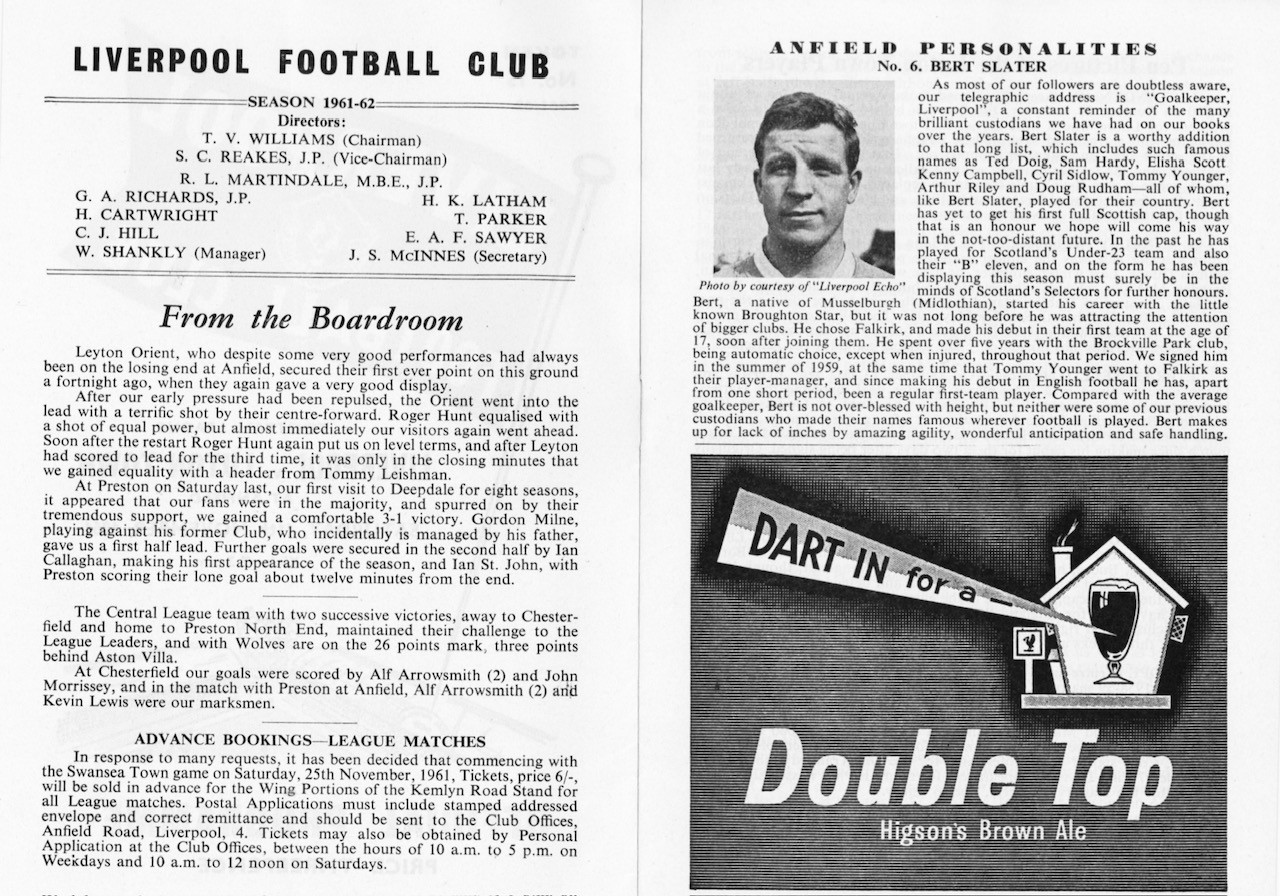 LIVERPOOL FOOTBALL CLUB
SEASON 1961-62
Directors:
T. V. WILLIAMS (Chairman)
S. C. REAKES, J.P. (Vice-Chairman)
R. L. MARTINDALE, M.B.E., J.P.
G. A. RICHARDS, J.P. H. K. LATHAM
H. CARTWRIGHT T. PARKER
C. J. HILL E. A. F. SAWYER
W. SHANKLY (Manager) J. S. McINNES (Secretary)
From the Boardroom
Leyton Orient, who despite some very good performances had always
been on the losing end at Anfield, secured their first ever point on this ground
a fortnight ago, when they again gave a very good display.
After our early pressure had been repulsed, the Orient went into the
lead with a terrific shot by their centre-forward. Roger Hunt equalised with
a shot of equal power, but almost immediately our visitors again went ahead.
Soon after the restart Roger Hunt again put us on level terms, and after Leyton
had scored to lead for the third time, it was only in the closing minutes that
we gained equality with a header from Tommy Leishman.
At Preston on Saturday last, our first visit to Deepdale for eight seasons,
it appeared that our fans were in the majority, and spurred on by their
tremendous support, we gained a comfortable 3-1 victory. Gordon Milne,
playing against his former Club, who incidentally is managed by his father,
gave us a first half lead. Further goals were secured in the second half by Ian
Callaghan, making his first appearance of the season, and Ian St. John, with
Preston scoring their lone goal about twelve minutes from the end.
The Central League team with two successive victories, away to Chester-
field and home to Preston North End, maintained their challenge to the
League Leaders, and with Wolves are on the 26 points mark, three points
behind Aston Villa.
At Chesterfield our goals were scored by Alf Arrowsmith (2) and John
Morrissey, and in the match with Preston at Anfield, Alf Arrowsmith (2) and
Kevin Lewis were our marksmen.
ADVANCE BOOKINGS—LEAGUE MATCHES
In response to many requests, it has been decided that commencing with
the Swansea Town game on Saturday, 25th November, 1961, Tickets, price 6/-,
will be sold in advance for the Wing Portions of the Kemlyn Road Stand for
all League matches. Postal Applications must include stamped addressed
envelope and correct remittance and should be sent to the Club Offices,
Anfield Road, Liverpool, 4. Tickets may also be obtained by Personal
Application at the Club Offices, between the hours of 10 a.m. to 5 p.m. on
Weekdays and 10 a.m. to 12 noon on Saturdays.
ANFIELD PERSONALITIES
No. 6. BERT SLATER
As most of our followers are doubtless aware,
our telegraphic address is "Goalkeeper,
Liverpool", a constant reminder of the many
brilliant custodians we have had on our books
over the years. Bert Slater is a worthy addition
to that long list, which includes such famous
names as Ted Doig, Sam Hardy, Elisha Scott
Kenny Campbell, Cyril Sidlow, Tommy Younger,
Arthur Riley and Doug Rudham—all of whom,
like Bert Slater, played for their country. Bert
has yet to get his first full Scottish cap, though
that is an honour we hope will come his way
in the not-too-distant future. In the past he has
played for Scotland's Under-23 team and also
their "B" eleven, and on the form he has been
displaying this season must surely be in the
minds of Scotland's Selectors for further honours.
Photo by courtesy of "Liverpool Echo"
Bert, a native of Musselburgh (Midlothian), started his career with the little
known Broughton Star, but it was not long before he was attracting the attention
of bigger clubs. He chose Falkirk, and made his debut in their first team at the age of
17, soon after joining them. He spent over five years with the Brockville Park club,
being automatic choice, except when injured, throughout that period. We signed him
in the summer of 1959, at the same time that Tommy Younger went to Falkirk as
their player-manager, and since making his debut in English football he has, apart
from one short period, been a regular first-team player. Compared with the average
goalkeeper, Bert is not over-blessed with height, but neither were some of our previous
custodians who made their names famous wherever football is played. Bert makes
up for lack of inches by amazing agility, wonderful anticipation and safe handling.
DART IN for a —
Double Top
Higson's Brown Ale